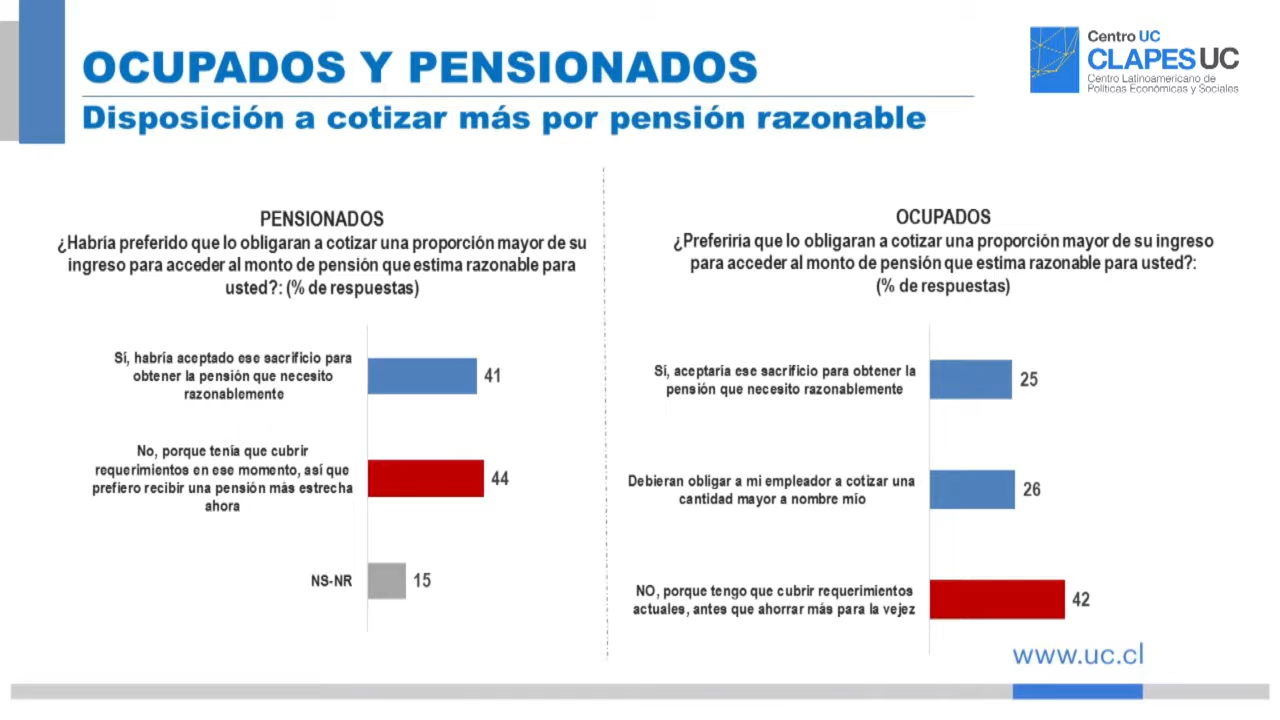 OCUPADOS Y PENSIONADOS
Disposición a cotizar más por pensión razonable
Centro UC
CLAPES UC
Centro Latinoamericano de
Políticas Económicas y Sociales
PENSIONADOS
¿Habría preferido que lo obligaran a cotizar una proporción mayor de su
ingreso para acceder al monto de pensión que estima razonable para
usted?: (% de respuestas)
Sí, habría aceptado ese sacrificio para
obtener la pensión que necesito
razonablemente
41
No, porque tenía que cubrir
requerimientos en ese momento, así que
prefiero recibir una pensión más estrecha
ahora
44
NS-NR
15
OCUPADOS
¿Preferiría que lo obligaran a cotizar una proporción mayor de su ingreso
para acceder al monto de pensión que estima razonable para usted?:
(% de respuestas)
Sí, aceptaría ese sacrificio para obtener la
pensión que necesito razonablemente
25
Debieran obligar a mi empleador a cotizar una
cantidad mayor a nombre mío
26
NO, porque tengo que cubrir requerimientos
actuales, antes que ahorrar más para la vejez
42
www.uc.cl